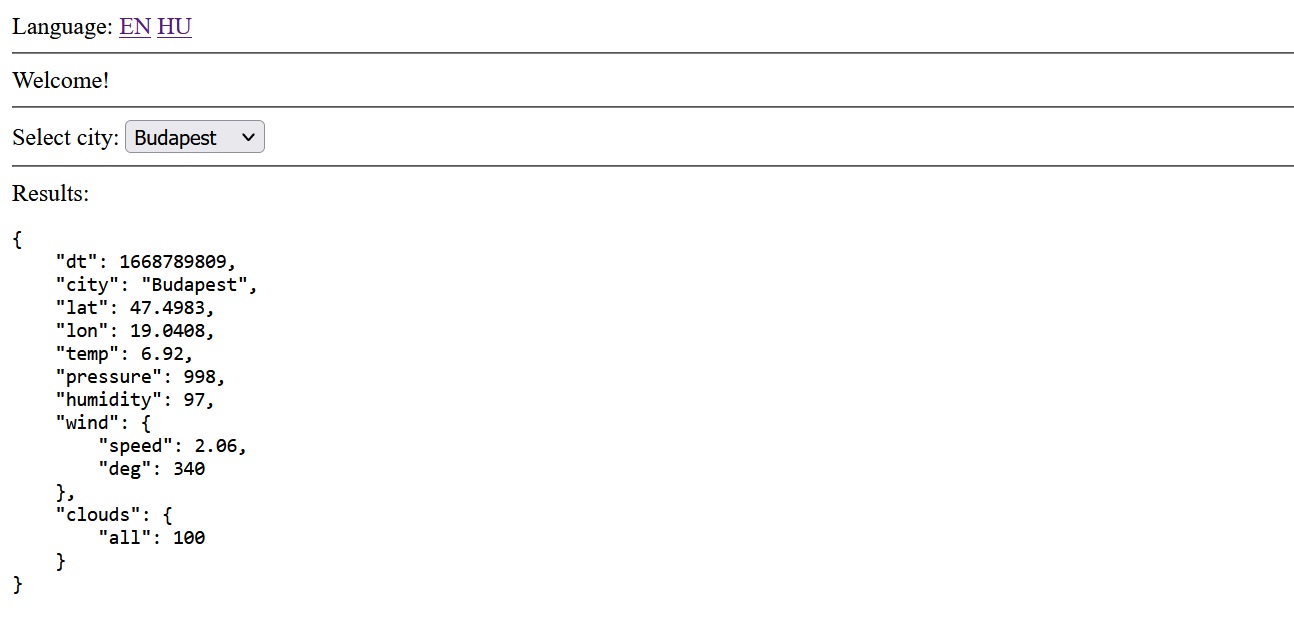 Language: EN HU
Welcome!
Select city: Budapest
Results:
{
    "dt": 1668789809,
    "city": "Budapest",
    "lat": 47.4983,
    "lon": 19.0408,
    "temp": 6.92,
    "pressure": 998,
    "humidity": 97,
    "wind": {
        "speed": 2.06,
        "deg": 340
    },
    "clouds": {
        "all": 100
    }
}